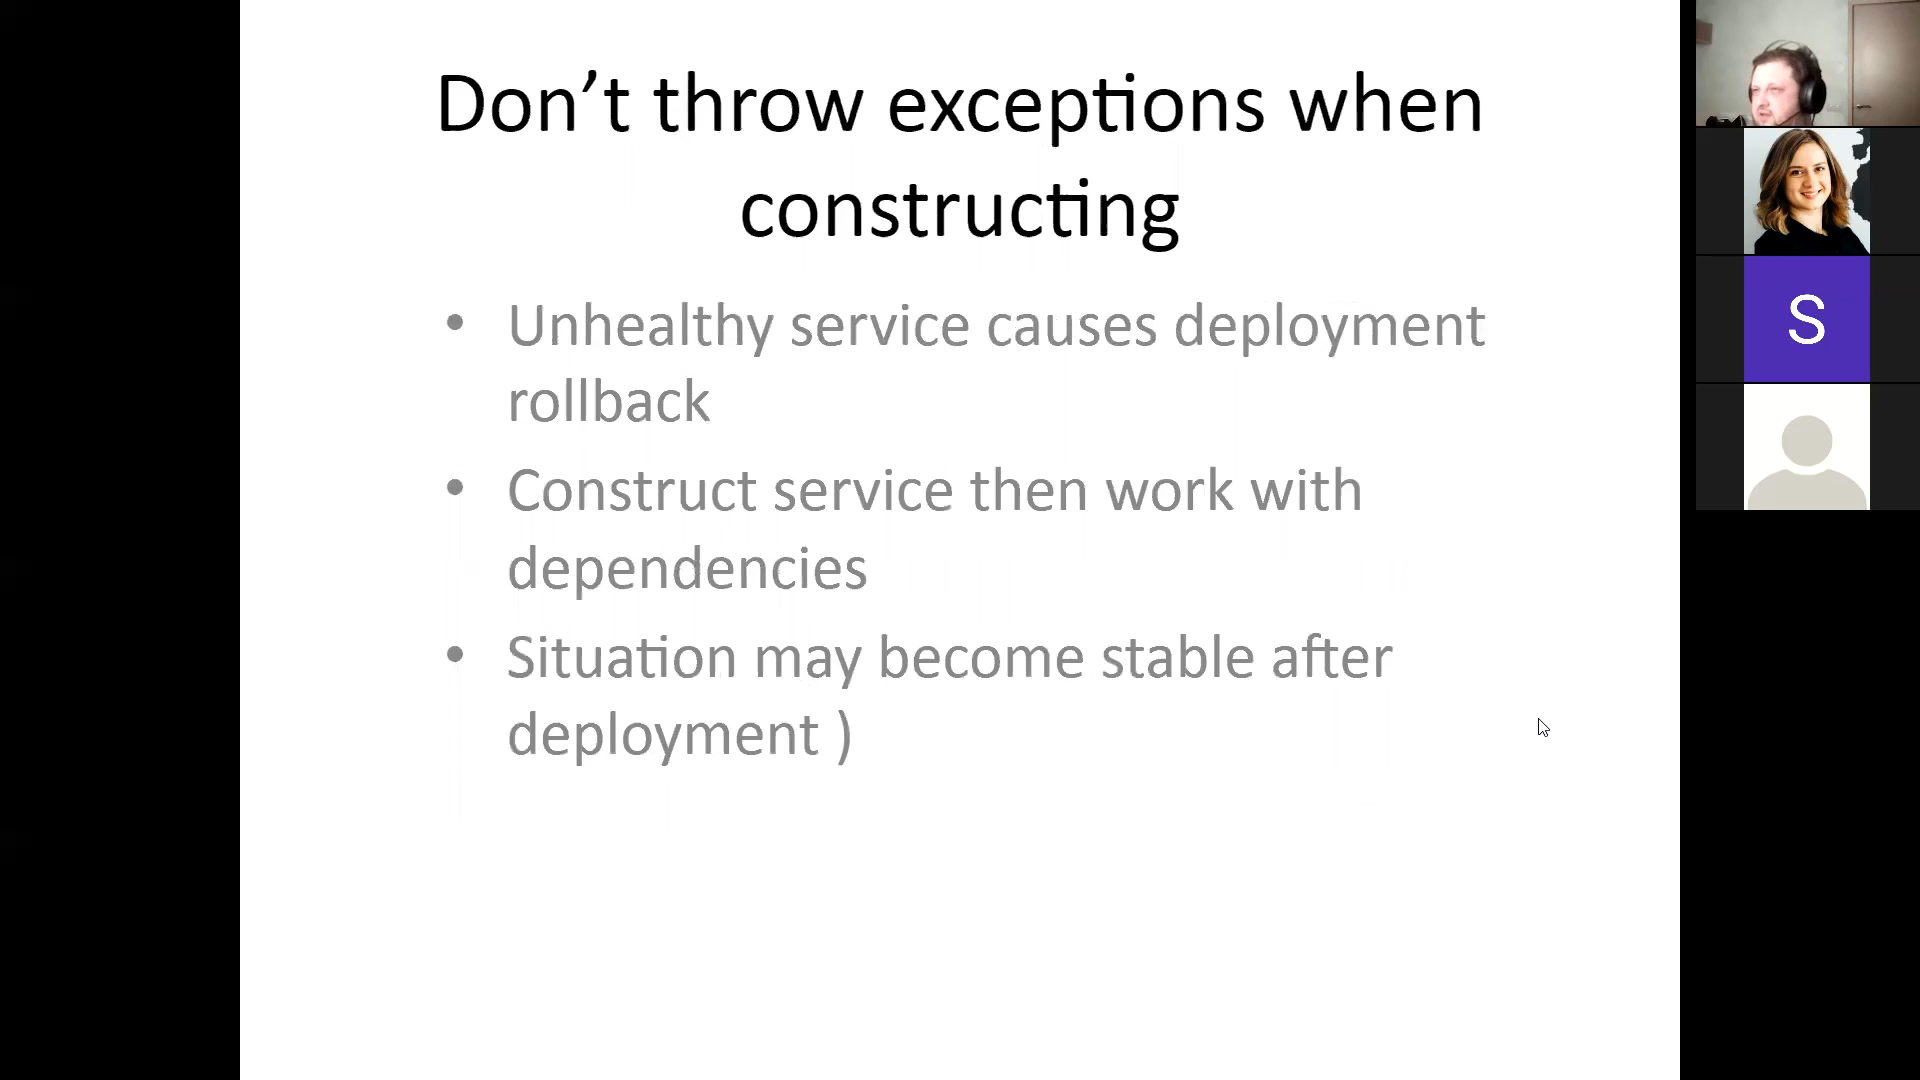 Don’t throw exceptions when
constructing
• Unhealthy service causes deployment
rollback
• Construct service then work with
dependencies
• Situation may become stable after
deployment )
S